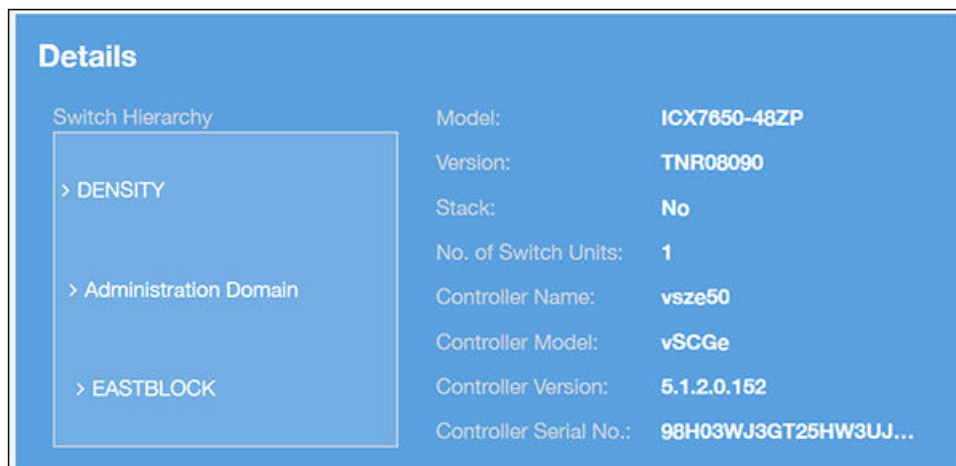 Details
Switch Hierarchy
> DENSITY
> Administration Domain
> EASTBLOCK
Model: ICX7650-48ZP
Version: TNR08090
Stack: No
No. of Switch Units: 1
Controller Name: vsze50
Controller Model: vSCGe
Controller Version: 5.1.2.0.152
Controller Serial No.: 98H03WJ3GT25HW3UJ...